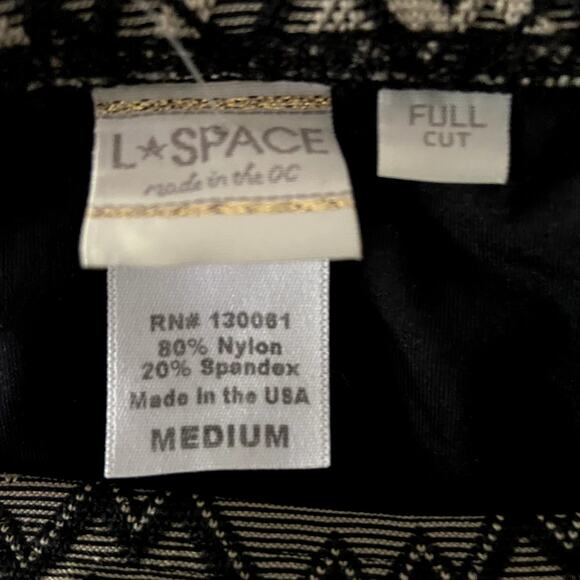 L★SPACE
made in the OC
FULL
CUT
RN# 130061
80% Nylon
20% Spandex
Made in the USA
MEDIUM